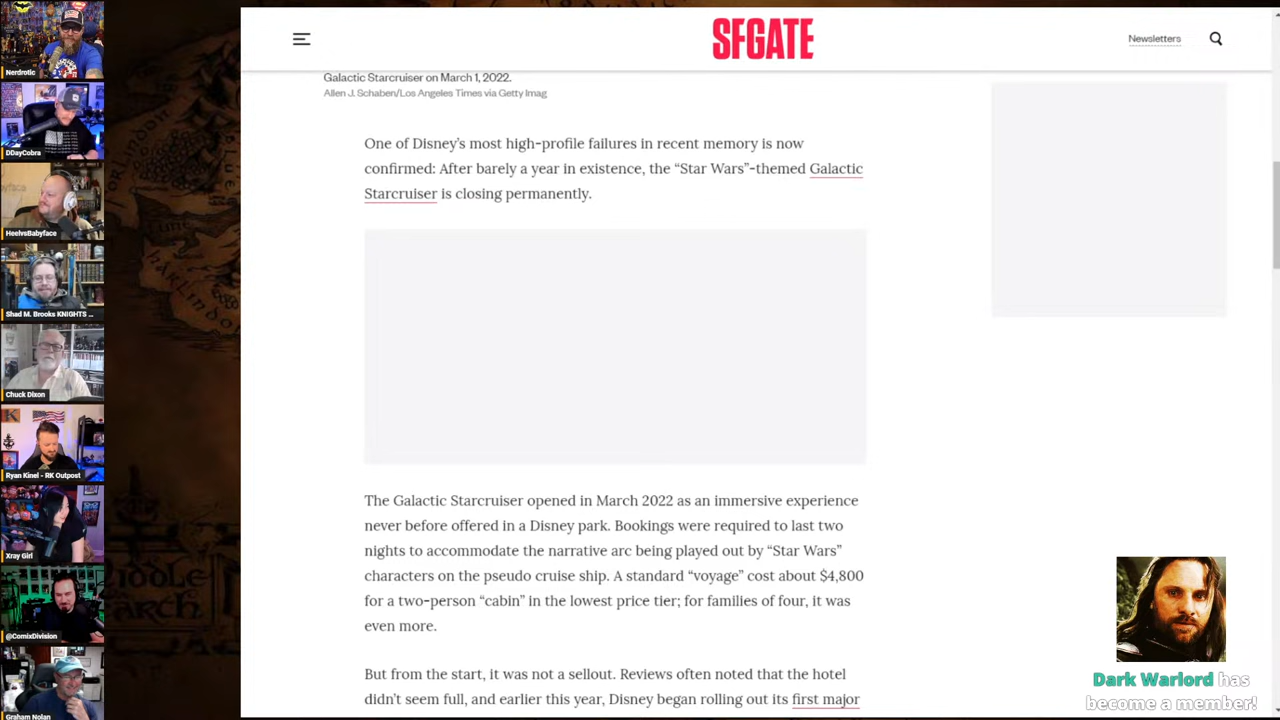 Nerdrotic
DDayCobra
HeelvsBabyface
Shad M. Brooks KNIGHTS ...
Chuck Dixon
Ryan Kinel - RK Outpost
Xray Girl
@ComixDivision
Graham Nolan
SFGATE
Newsletters
Galactic Starcruiser on March 1, 2022.
Allen J. Schaben/Los Angeles Times via Getty Imag
One of Disney's most high-profile failures in recent memory is now
confirmed: After barely a year in existence, the “Star Wars”-themed Galactic
Starcruiser is closing permanently.
The Galactic Starcruiser opened in March 2022 as an immersive experience
never before offered in a Disney park. Bookings were required to last two
nights to accommodate the narrative arc being played out by “Star Wars”
characters on the pseudo cruise ship. A standard “voyage” cost about $4,800
for a two-person “cabin” in the lowest price tier; for families of four, it was
even more.
But from the start, it was not a sellout. Reviews often noted that the hotel
didn't seem full, and earlier this year, Disney began rolling out its first major
Dark Warlord has
become a member!